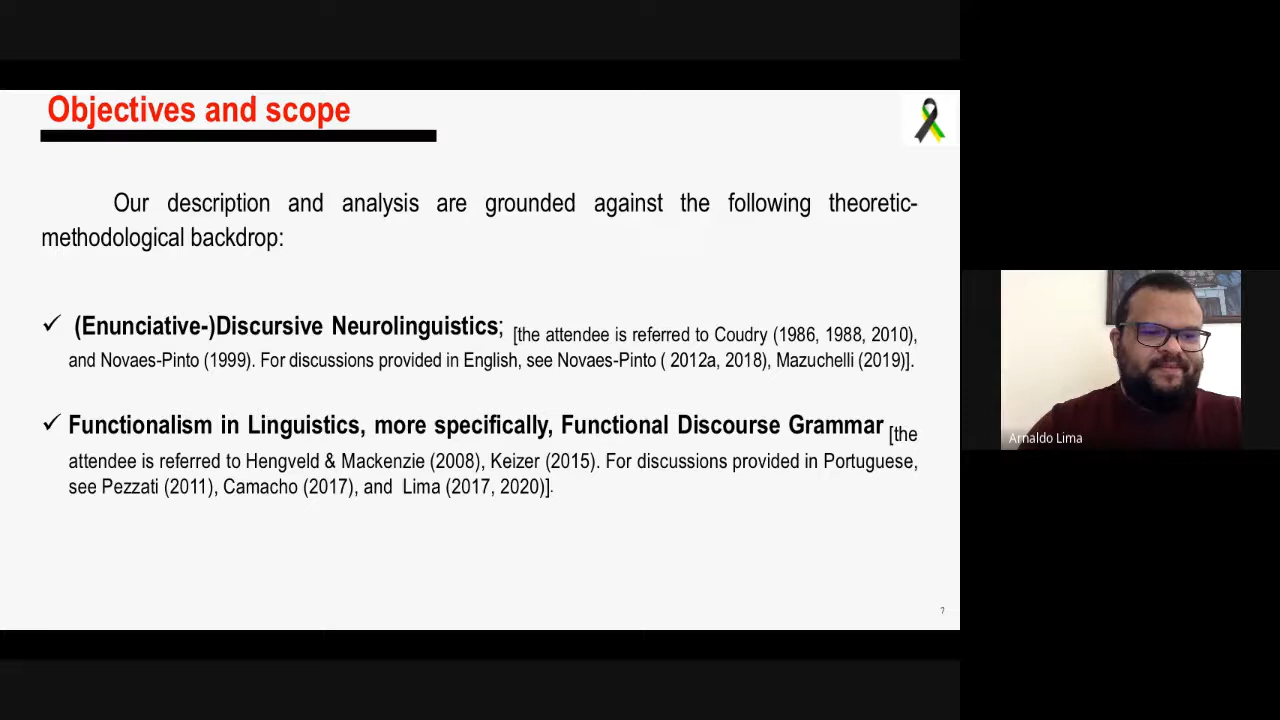 Objectives and scope
Our description and analysis are grounded against the following theoretic-
methodological backdrop:
✓ (Enunciative-)Discursive Neurolinguistics; [the attendee is referred to Coudry (1986, 1988, 2010),
and Novaes-Pinto (1999). For discussions provided in English, see Novaes-Pinto ( 2012a, 2018), Mazuchelli (2019)].
✓ Functionalism in Linguistics, more specifically, Functional Discourse Grammar [the
attendee is referred to Hengveld & Mackenzie (2008), Keizer (2015). For discussions provided in Portuguese,
see Pezzati (2011), Camacho (2017), and Lima (2017, 2020)].
7
Arnaldo Lima